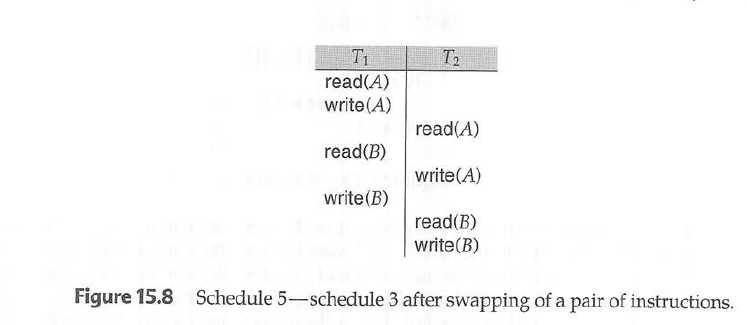 T1 T2
read(A)
write(A)
read(A)
read(B)
write(A)
write(B)
read(B)
write(B)
Figure 15.8 Schedule 5—schedule 3 after swapping of a pair of instructions.